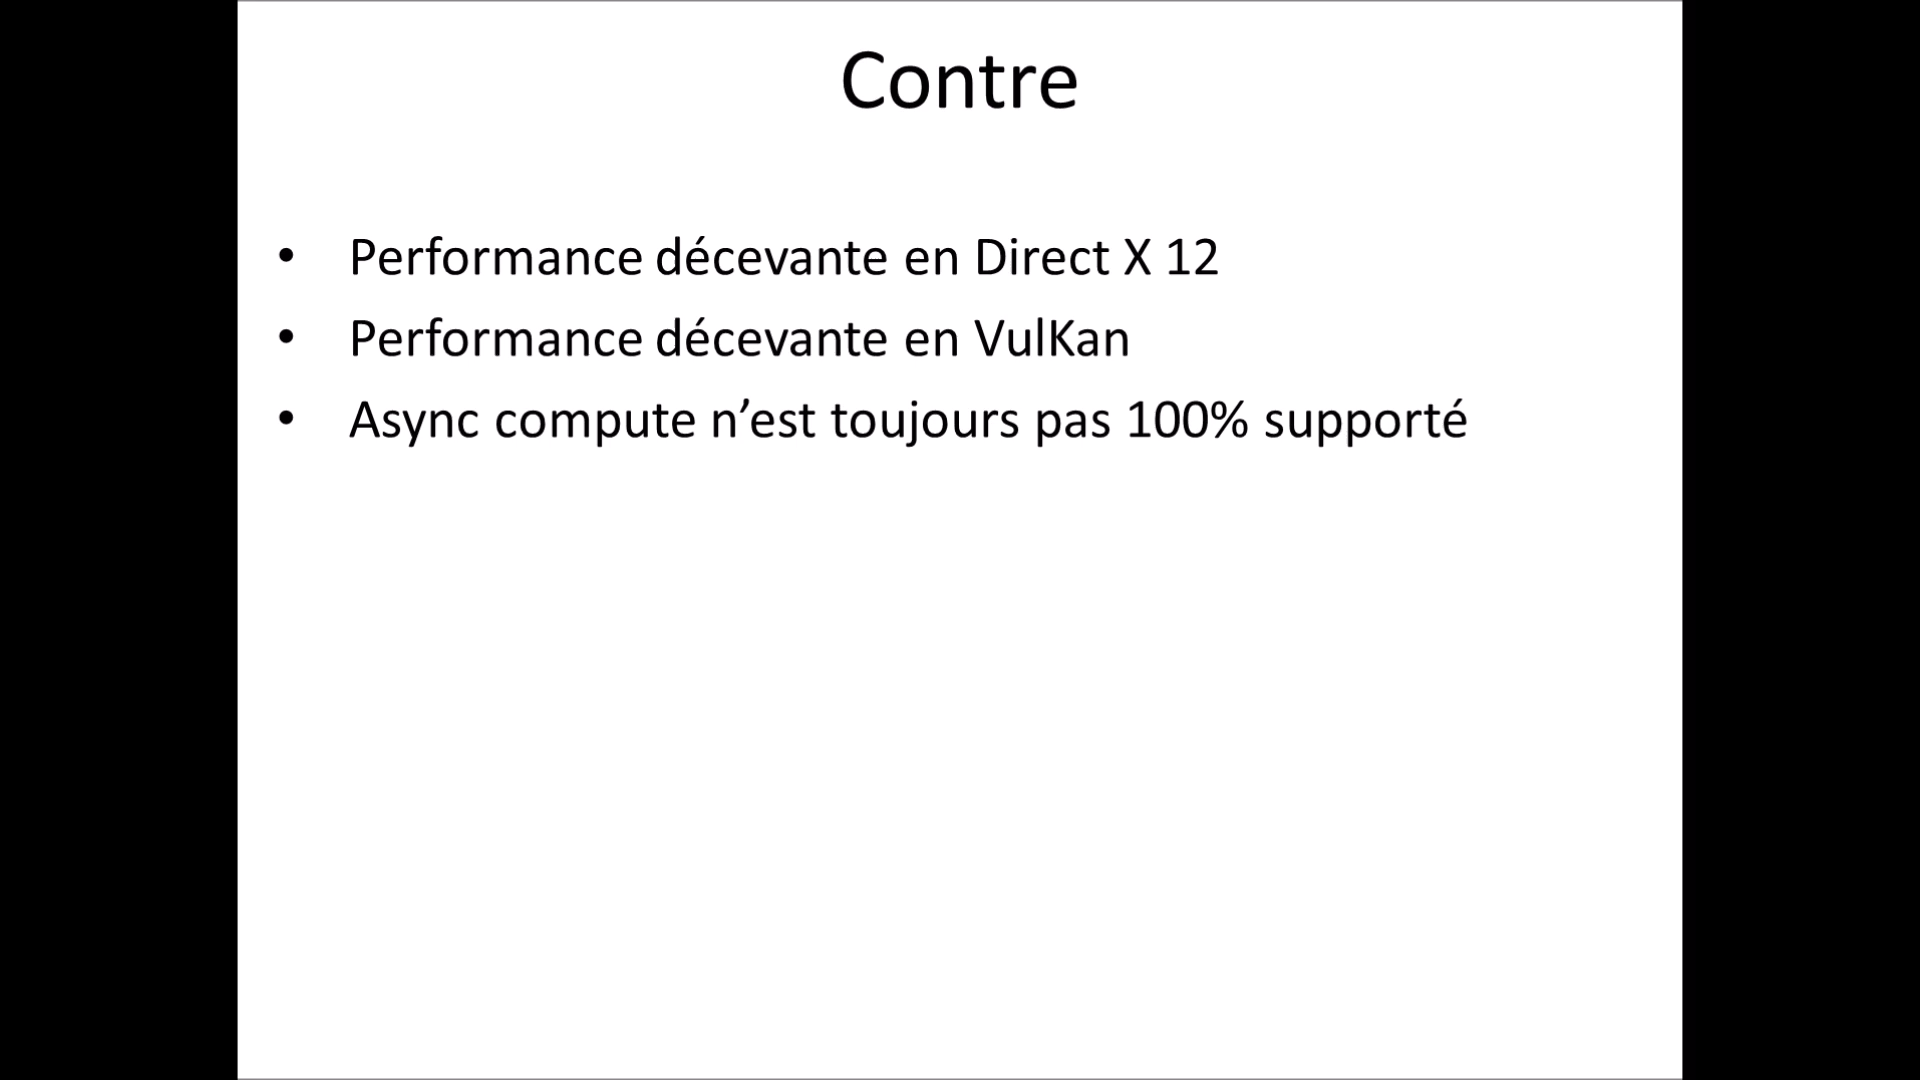 Contre
• Performance décevante en Direct X 12
• Performance décevante en VulKan
• Async compute n’est toujours pas 100% supporté